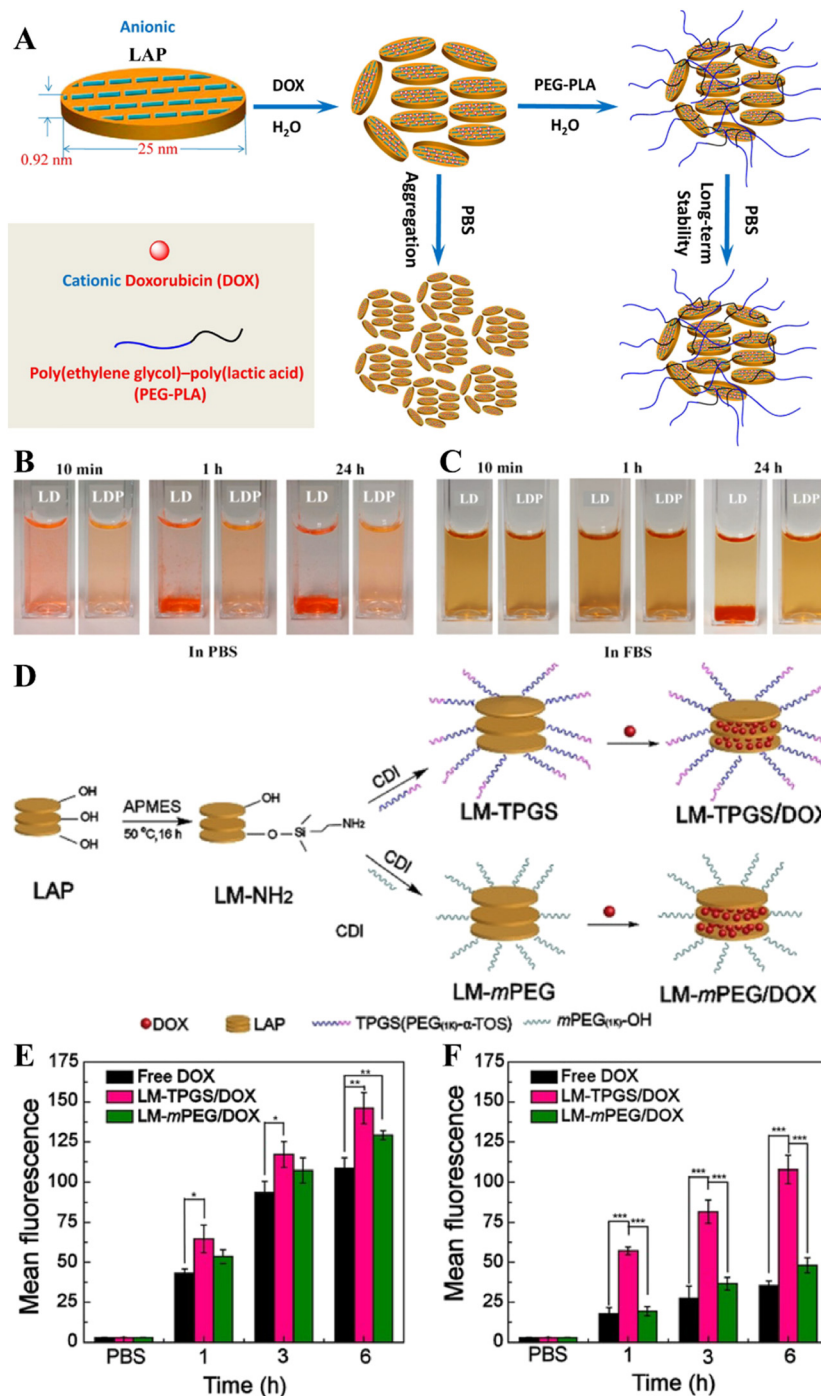 A
Anionic
LAP
0.92 nm
25 nm
DOX
H2O
PEG-PLA
H2O
Aggregation
PBS
Long-term
Stability
PBS
Cationic Doxorubicin (DOX)
Poly(ethylene glycol)–poly(lactic acid)
(PEG-PLA)
B
10 min
1 h
24 h
LD
LDP
LD
LDP
LD
LDP
In PBS
C
10 min
1 h
24 h
LD
LDP
LD
LDP
LD
LDP
In FBS
D
OH
OH
OH
LAP
APMES
50 °C, 16 h
OH
O
Si
NH2
LM-NH2
CDI
CDI
CDI
LM-TPGS
LM-TPGS/DOX
LM-mPEG
LM-mPEG/DOX
DOX
LAP
TPGS(PEG(1K)-α-TOS)
mPEG(1K)-OH
E
Free DOX
LM-TPGS/DOX
LM-mPEG/DOX
Mean fluorescence
175
150
125
100
75
50
25
0
*
*
**
**
PBS
1
3
6
Time (h)
F
Free DOX
LM-TPGS/DOX
LM-mPEG/DOX
Mean fluorescence
175
150
125
100
75
50
25
0
***
***
***
***
***
***
PBS
1
3
6
Time (h)